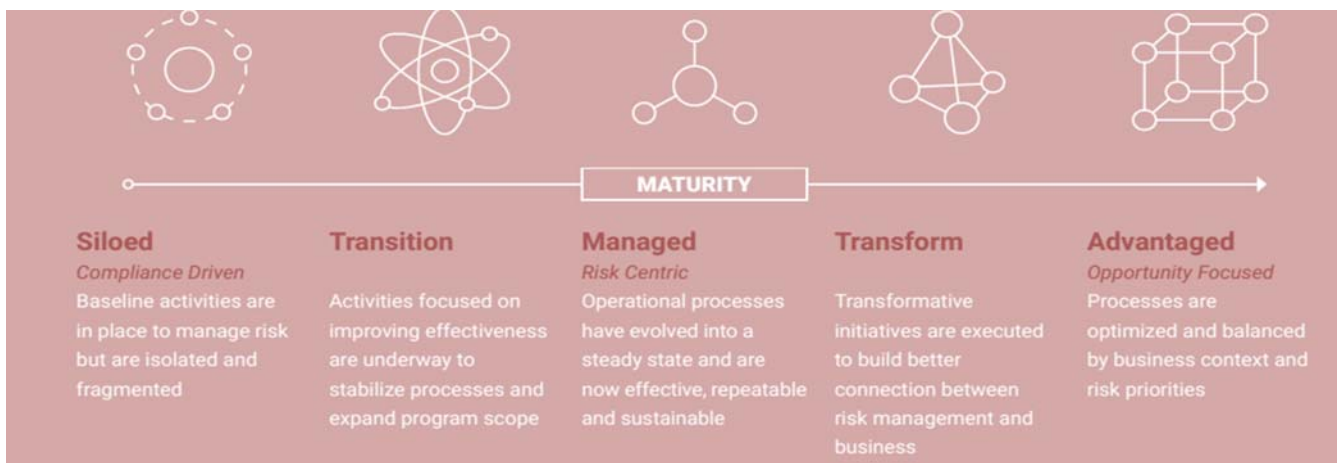 MATURITY
Siloed
Compliance Driven
Baseline activities are
in place to manage risk
but are isolated and
fragmented
Transition
Activities focused on
improving effectiveness
are underway to
stabilize processes and
expand program scope
Managed
Risk Centric
Operational processes
have evolved into a
steady state and are
now effective, repeatable
and sustainable
Transform
Transformative
initiatives are executed
to build better
connection between
risk management and
business
Advantaged
Opportunity Focused
Processes are
optimized and balanced
by business context and
risk priorities